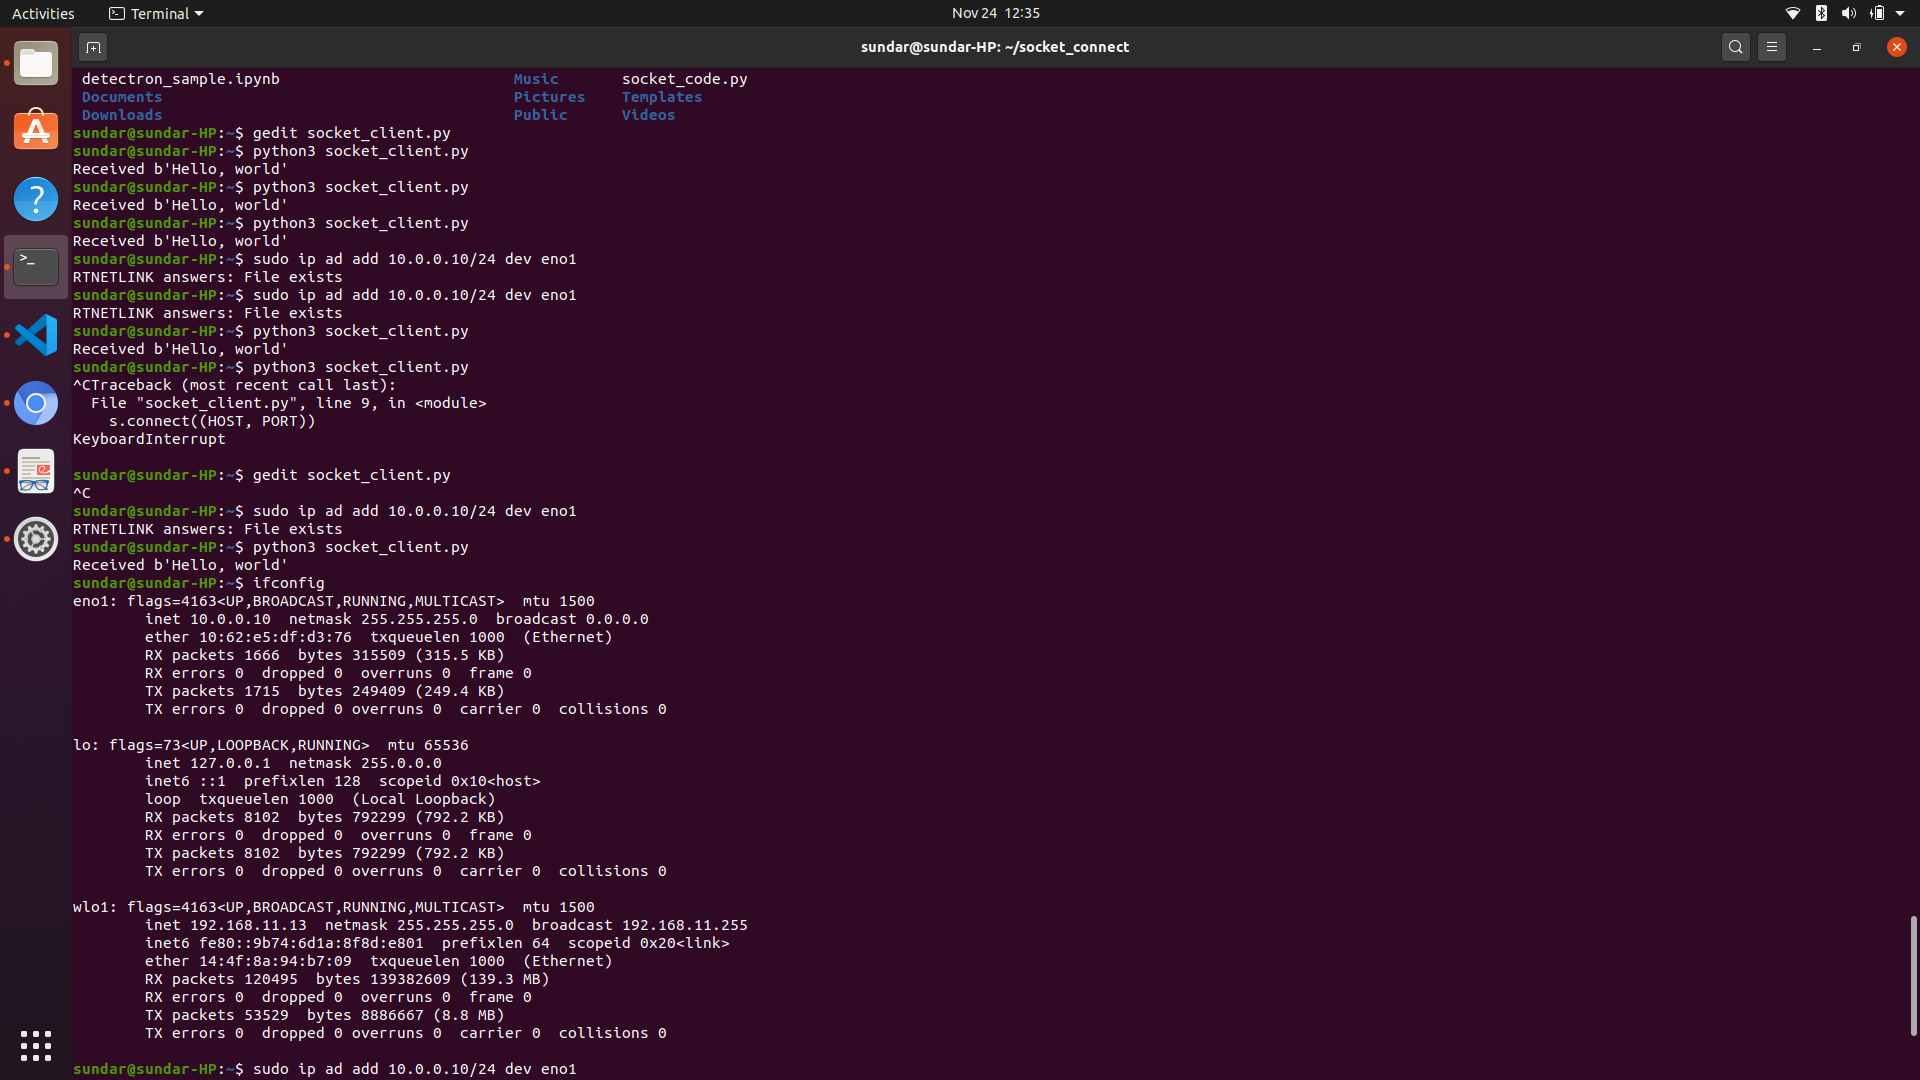 Activities
Terminal
Nov 24 12:35
sundar@sundar-HP: ~/socket_connect
detectron_sample.ipynb Music socket_code.py
Documents Pictures Templates
Downloads Public Videos
sundar@sundar-HP:~$ gedit socket_client.py
sundar@sundar-HP:~$ python3 socket_client.py
Received b'Hello, world'
sundar@sundar-HP:~$ python3 socket_client.py
Received b'Hello, world'
sundar@sundar-HP:~$ python3 socket_client.py
Received b'Hello, world'
sundar@sundar-HP:~$ sudo ip ad add 10.0.0.10/24 dev eno1
RTNETLINK answers: File exists
sundar@sundar-HP:~$ sudo ip ad add 10.0.0.10/24 dev eno1
RTNETLINK answers: File exists
sundar@sundar-HP:~$ python3 socket_client.py
Received b'Hello, world'
sundar@sundar-HP:~$ python3 socket_client.py
^CTraceback (most recent call last):
  File "socket_client.py", line 9, in <module>
    s.connect((HOST, PORT))
KeyboardInterrupt
sundar@sundar-HP:~$ gedit socket_client.py
^C
sundar@sundar-HP:~$ sudo ip ad add 10.0.0.10/24 dev eno1
RTNETLINK answers: File exists
sundar@sundar-HP:~$ python3 socket_client.py
Received b'Hello, world'
sundar@sundar-HP:~$ ifconfig
eno1: flags=4163<UP,BROADCAST,RUNNING,MULTICAST>  mtu 1500
        inet 10.0.0.10  netmask 255.255.255.0  broadcast 0.0.0.0
        ether 10:62:e5:df:d3:76  txqueuelen 1000  (Ethernet)
        RX packets 1666  bytes 315509 (315.5 KB)
        RX errors 0  dropped 0  overruns 0  frame 0
        TX packets 1715  bytes 249409 (249.4 KB)
        TX errors 0  dropped 0 overruns 0  carrier 0  collisions 0
lo: flags=73<UP,LOOPBACK,RUNNING>  mtu 65536
        inet 127.0.0.1  netmask 255.0.0.0
        inet6 ::1  prefixlen 128  scopeid 0x10<host>
        loop  txqueuelen 1000  (Local Loopback)
        RX packets 8102  bytes 792299 (792.2 KB)
        RX errors 0  dropped 0  overruns 0  frame 0
        TX packets 8102  bytes 792299 (792.2 KB)
        TX errors 0  dropped 0 overruns 0  carrier 0  collisions 0
wlo1: flags=4163<UP,BROADCAST,RUNNING,MULTICAST>  mtu 1500
        inet 192.168.11.13  netmask 255.255.255.0  broadcast 192.168.11.255
        inet6 fe80::9b74:6d1a:8f8d:e801  prefixlen 64  scopeid 0x20<link>
        ether 14:4f:8a:94:b7:09  txqueuelen 1000  (Ethernet)
        RX packets 120495  bytes 139382609 (139.3 MB)
        RX errors 0  dropped 0  overruns 0  frame 0
        TX packets 53529  bytes 8886667 (8.8 MB)
        TX errors 0  dropped 0 overruns 0  carrier 0  collisions 0
sundar@sundar-HP:~$ sudo ip ad add 10.0.0.10/24 dev eno1